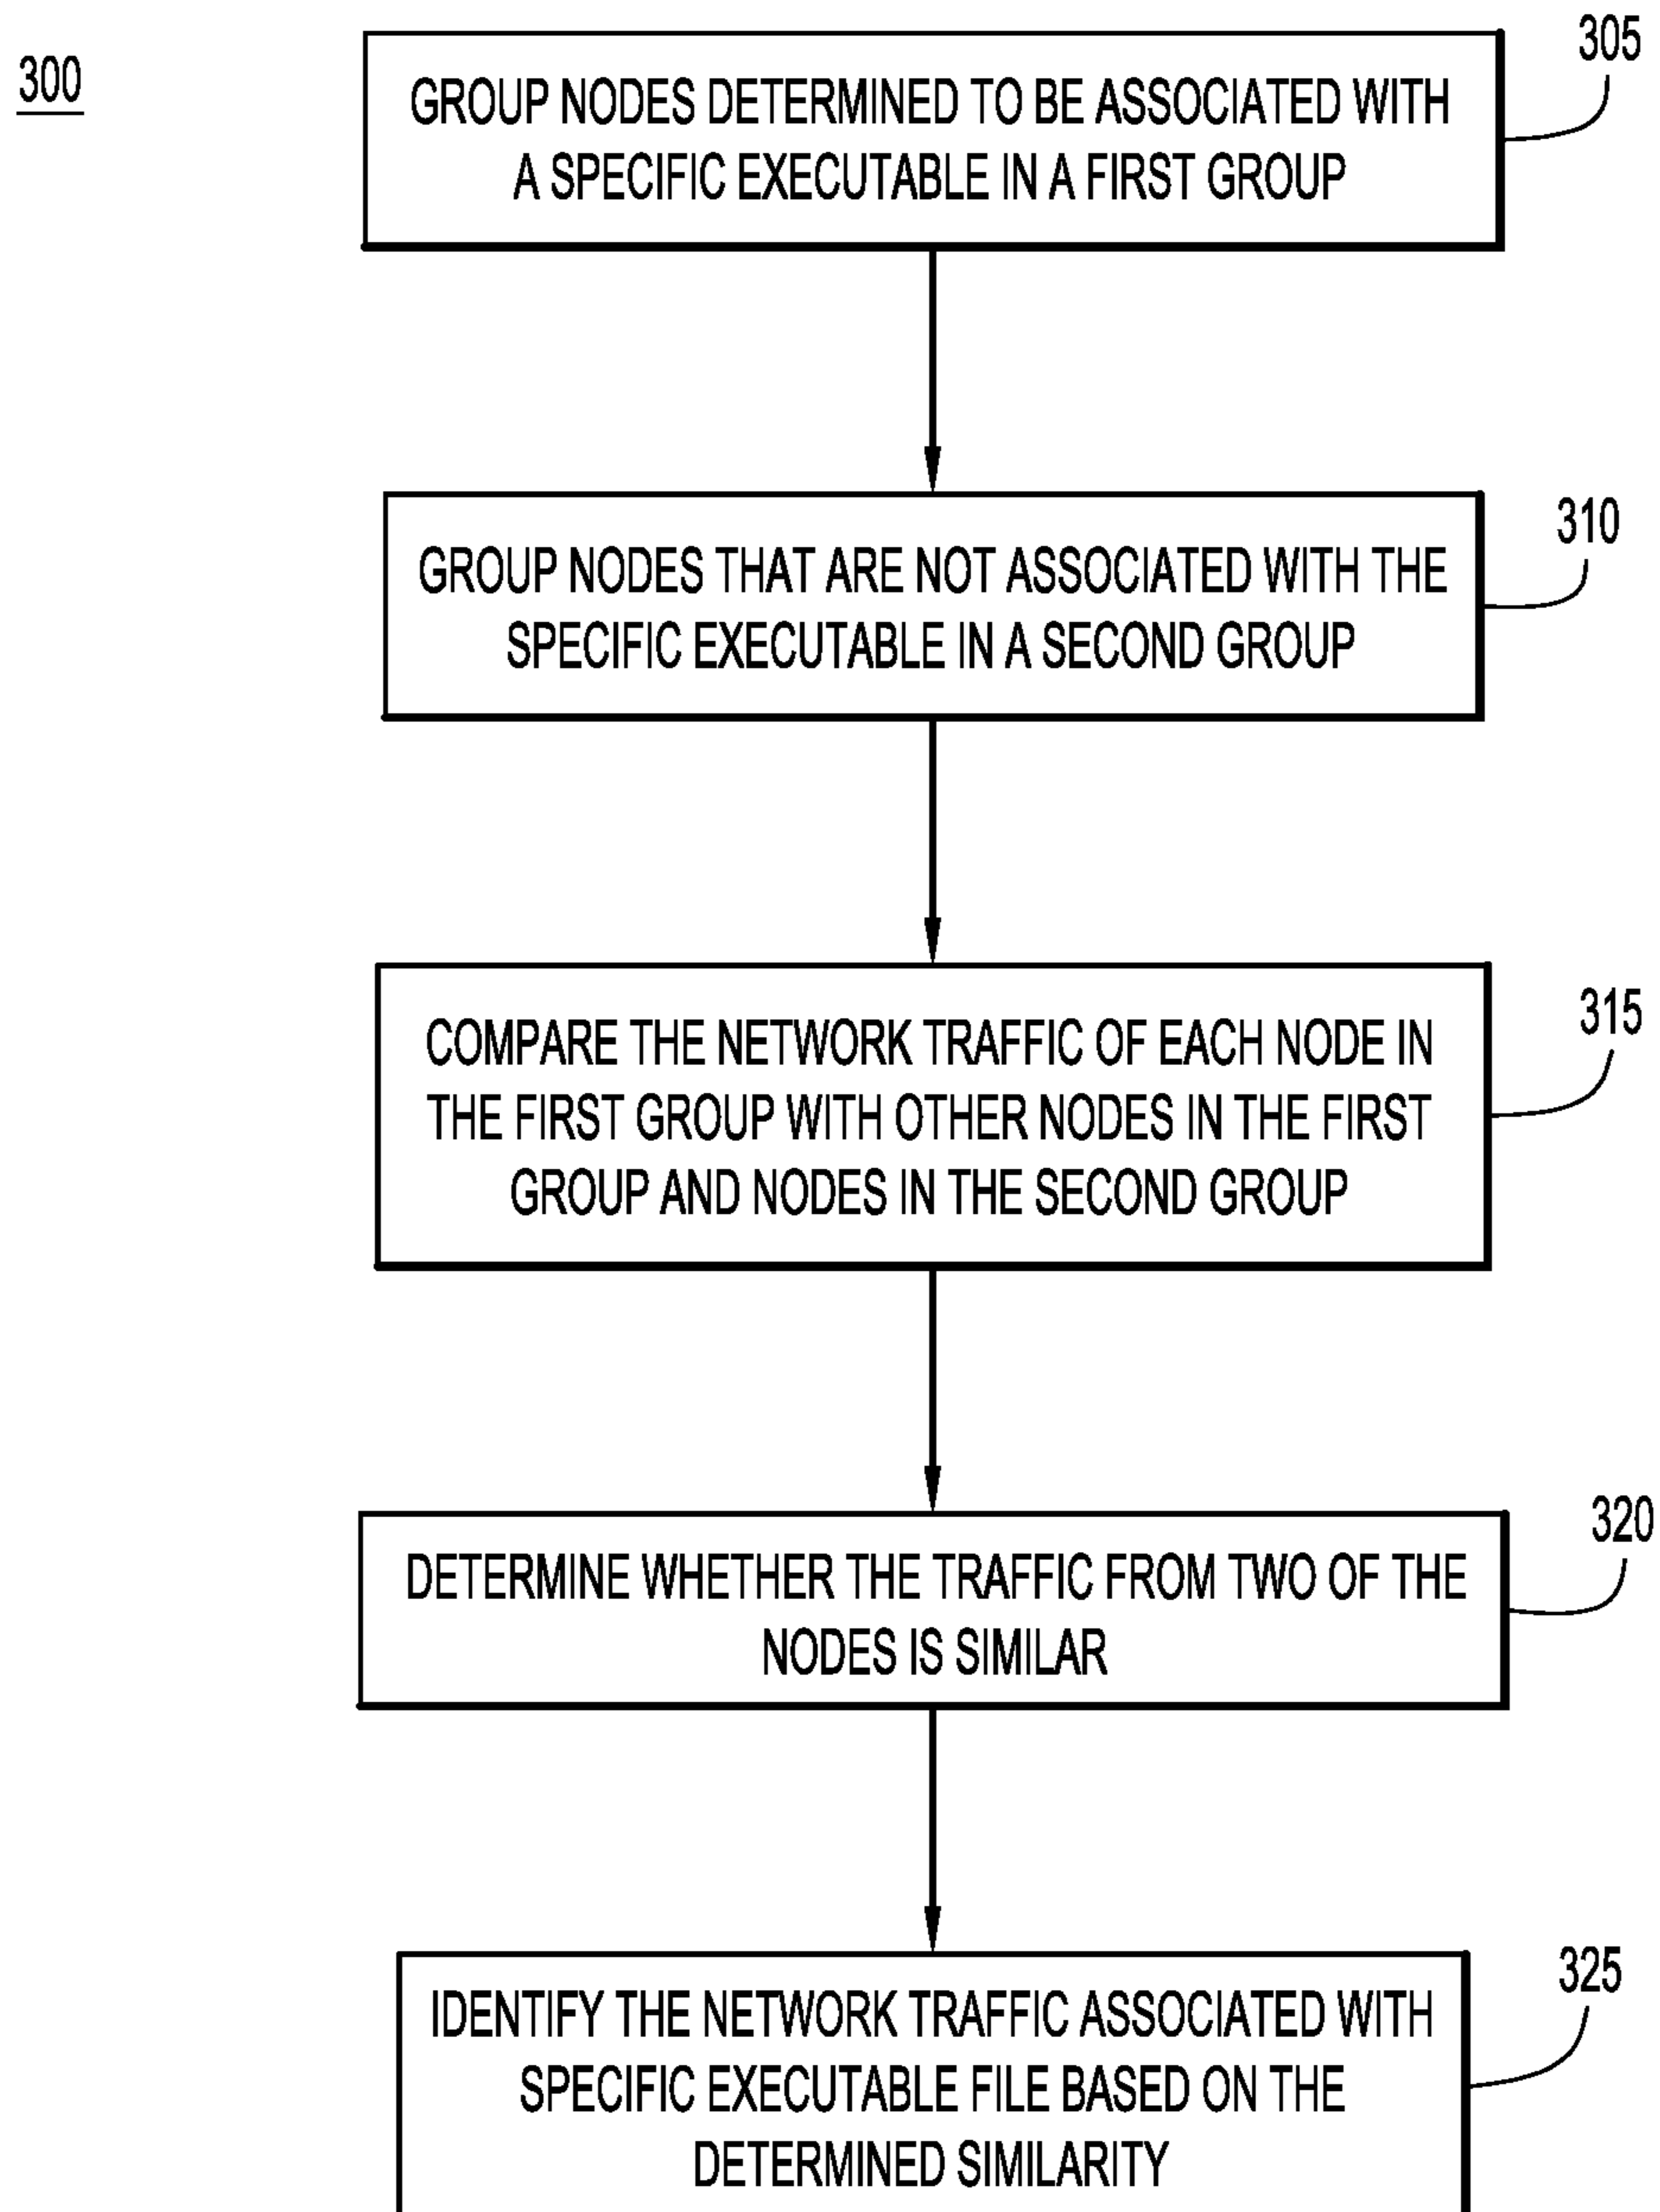 300
305
GROUP NODES DETERMINED TO BE ASSOCIATED WITH
A SPECIFIC EXECUTABLE IN A FIRST GROUP
310
GROUP NODES THAT ARE NOT ASSOCIATED WITH THE
SPECIFIC EXECUTABLE IN A SECOND GROUP
315
COMPARE THE NETWORK TRAFFIC OF EACH NODE IN
THE FIRST GROUP WITH OTHER NODES IN THE FIRST
GROUP AND NODES IN THE SECOND GROUP
320
DETERMINE WHETHER THE TRAFFIC FROM TWO OF THE
NODES IS SIMILAR
325
IDENTIFY THE NETWORK TRAFFIC ASSOCIATED WITH
SPECIFIC EXECUTABLE FILE BASED ON THE
DETERMINED SIMILARITY